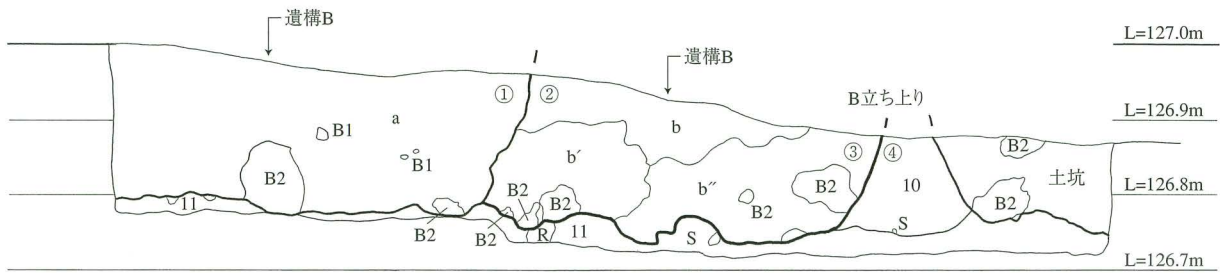 遺構B
L=127.0m
遺構B
① ②
B立ち上り
a
b
L=126.9m
B1
B1
b′
③ ④
B2
土坑
B2
B2
b″
B2
10
B2
L=126.8m
11
B2
B2
B2
B2
R
11
S
S
L=126.7m